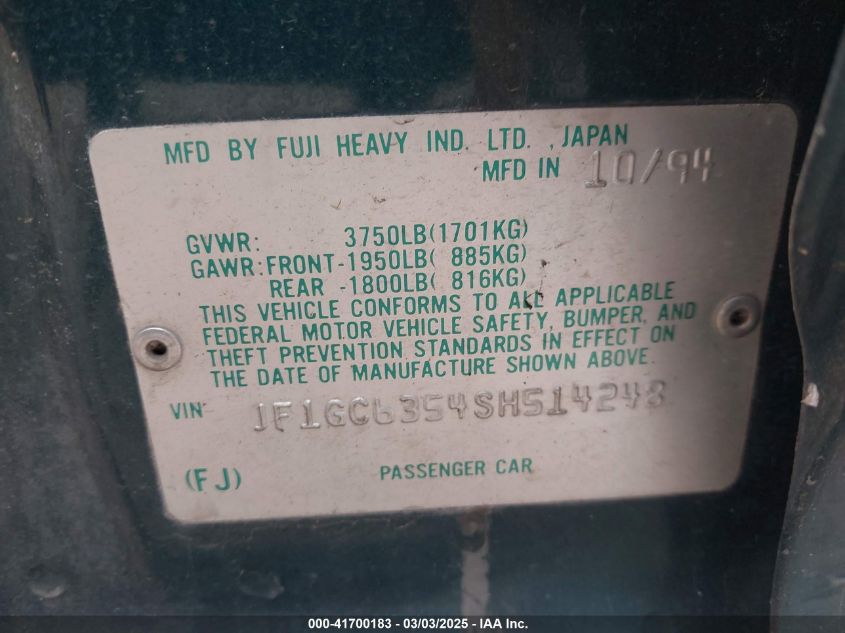 MFD BY FUJI HEAVY IND. LTD. , JAPAN
MFD IN 10/94
GVWR: 3750LB(1701KG)
GAWR:FRONT-1950LB( 885KG)
REAR -1800LB( 816KG)
THIS VEHICLE CONFORMS TO ALL APPLICABLE
FEDERAL MOTOR VEHICLE SAFETY, BUMPER, AND
THEFT PREVENTION STANDARDS IN EFFECT ON
THE DATE OF MANUFACTURE SHOWN ABOVE.
VIN: JF1GC6354SH514248
(FJ) PASSENGER CAR
000-41700183 - 03/03/2025 - IAA Inc.